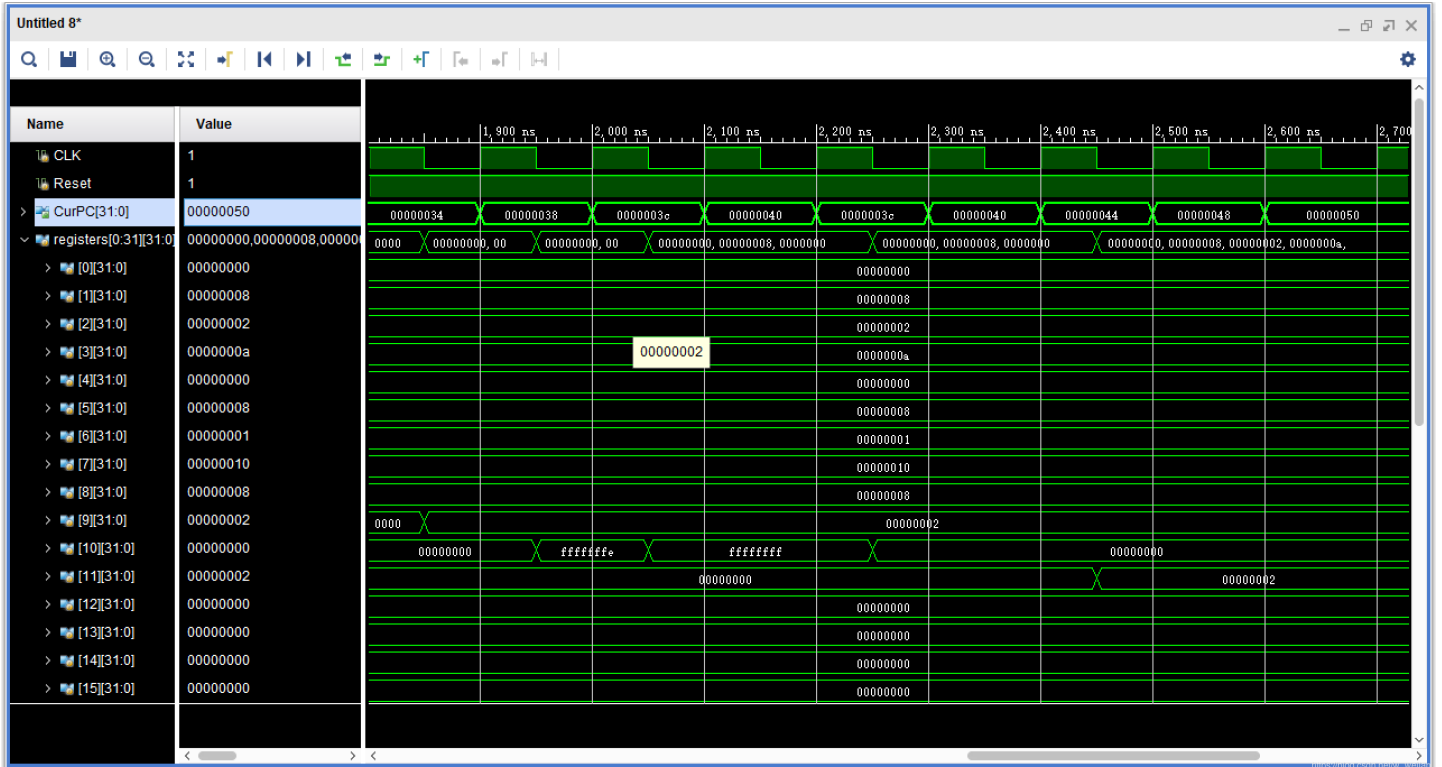 Untitled 8*
Name Value
1,900 ns 2,000 ns 2,100 ns 2,200 ns 2,300 ns 2,400 ns 2,500 ns 2,600 ns 2,700
CLK 1
Reset 1
CurPC[31:0] 00000050 00000034 00000038 0000003c 00000040 0000003c 00000040 00000044 00000048 00000050
registers[0:31][31:0] 00000000,00000008,00000 0000 00000000, 00 00000000, 00 00000000, 00000008, 0000000 00000000, 00000008, 0000000 00000000, 00000008, 00000002, 0000000a,
[0][31:0] 00000000 00000000
[1][31:0] 00000008 00000008
[2][31:0] 00000002 00000002
[3][31:0] 0000000a 00000002 0000000a
[4][31:0] 00000000 00000000
[5][31:0] 00000008 00000008
[6][31:0] 00000001 00000001
[7][31:0] 00000010 00000010
[8][31:0] 00000008 00000008
[9][31:0] 00000002 0000 00000002
[10][31:0] 00000000 00000000 fffffffe ffffffff 00000000
[11][31:0] 00000002 00000000 00000002
[12][31:0] 00000000 00000000
[13][31:0] 00000000 00000000
[14][31:0] 00000000 00000000
[15][31:0] 00000000 00000000